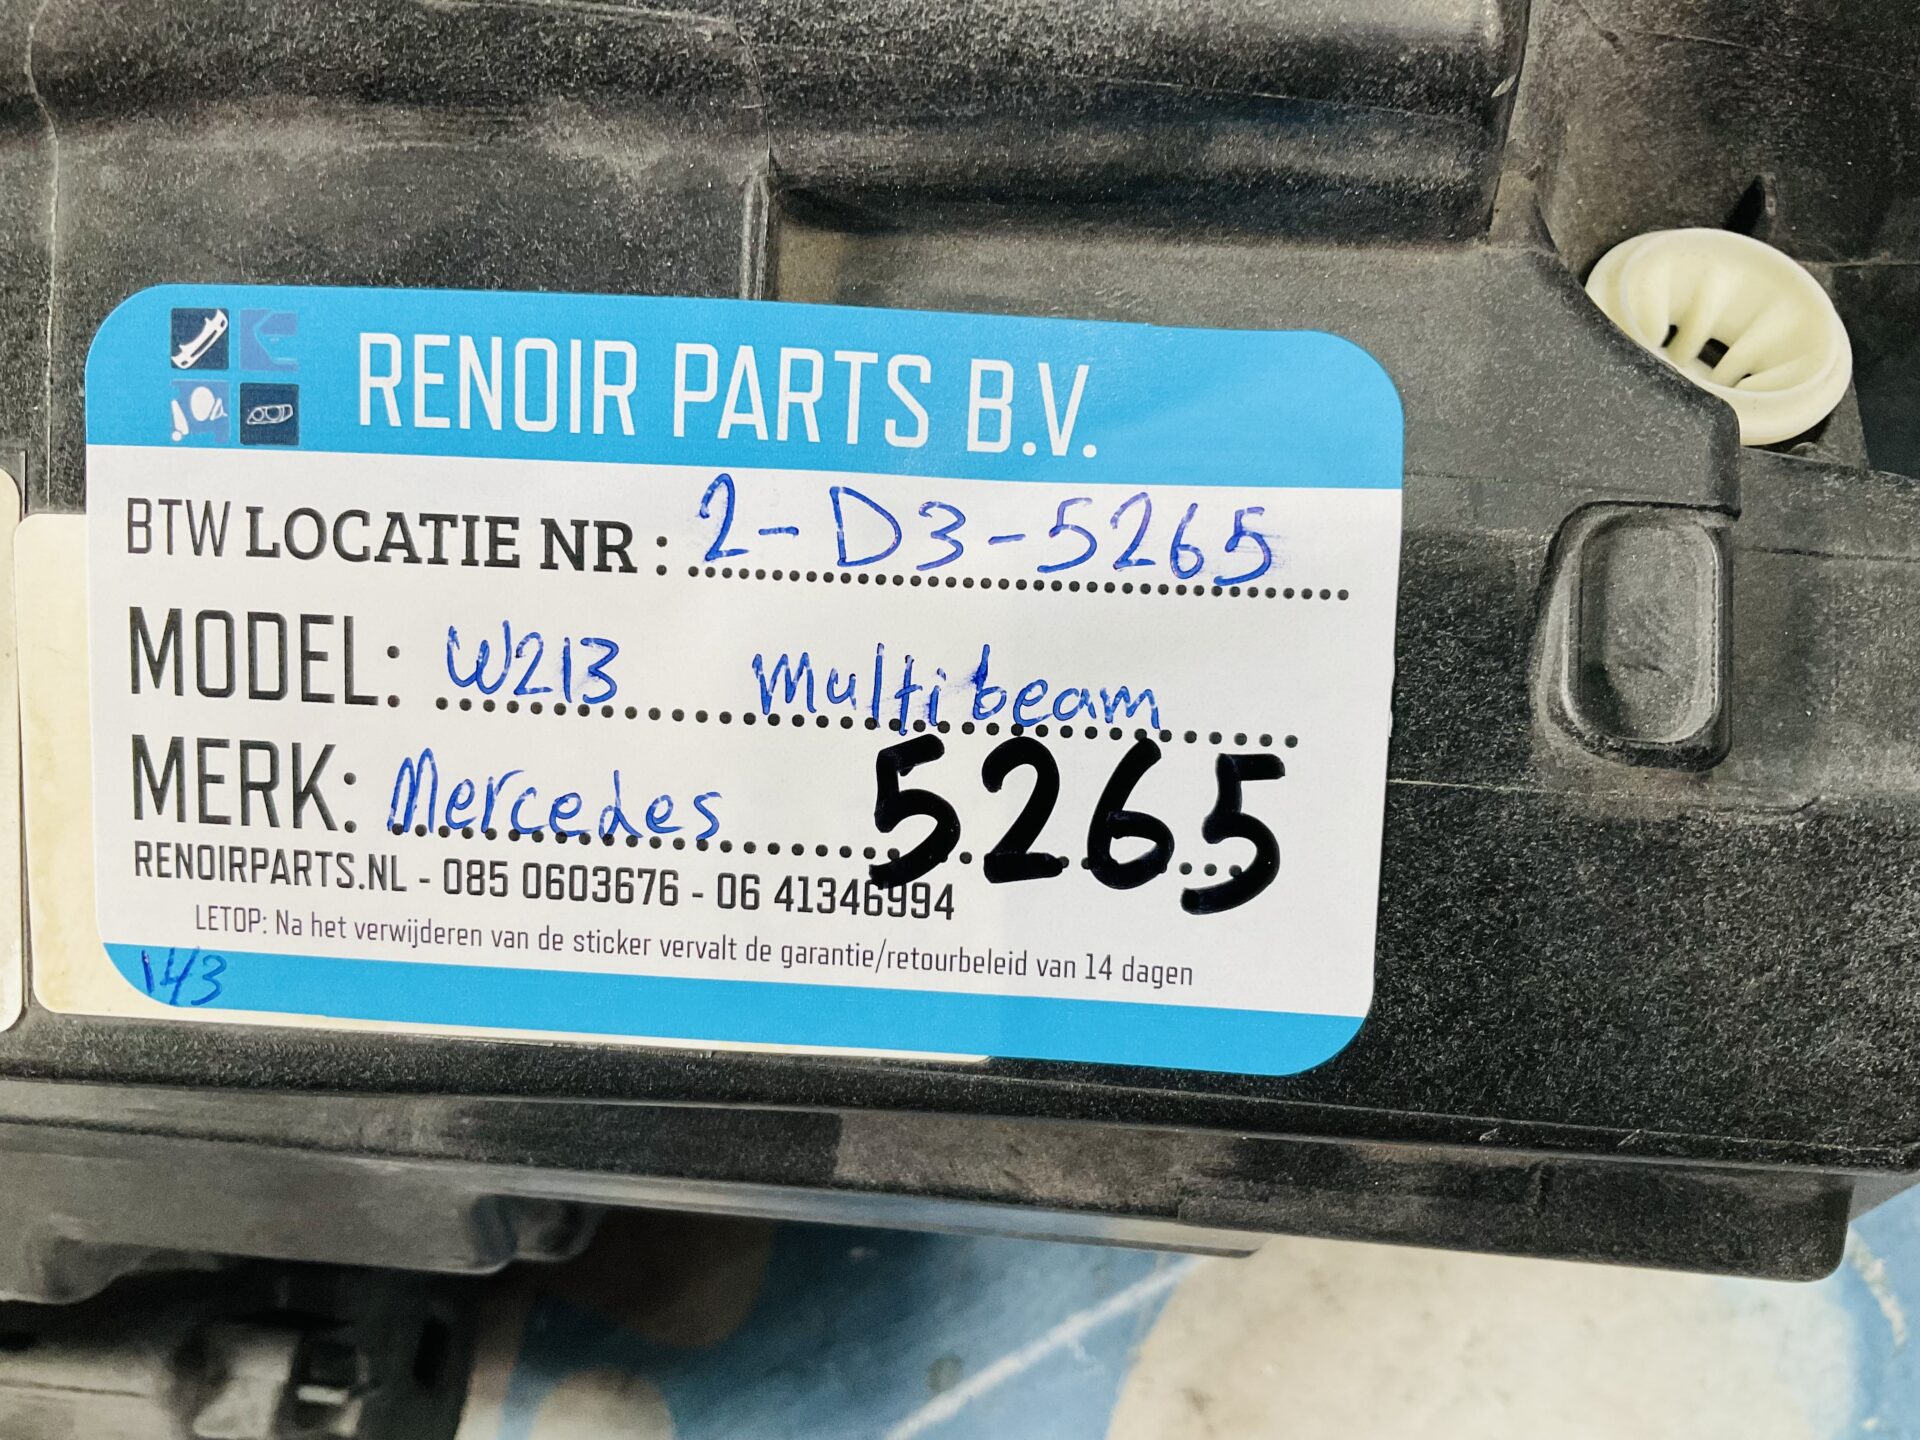 RENOIR PARTS B.V.
BTW LOCATIE NR: 2-D3-5265
MODEL: W213 Multibeam
MERK: Mercedes 5265
RENOIRPARTS.NL - 085 0603676 - 06 41346994
LETOP: Na het verwijderen van de sticker vervalt de garantie/retourbeleid van 14 dagen
143